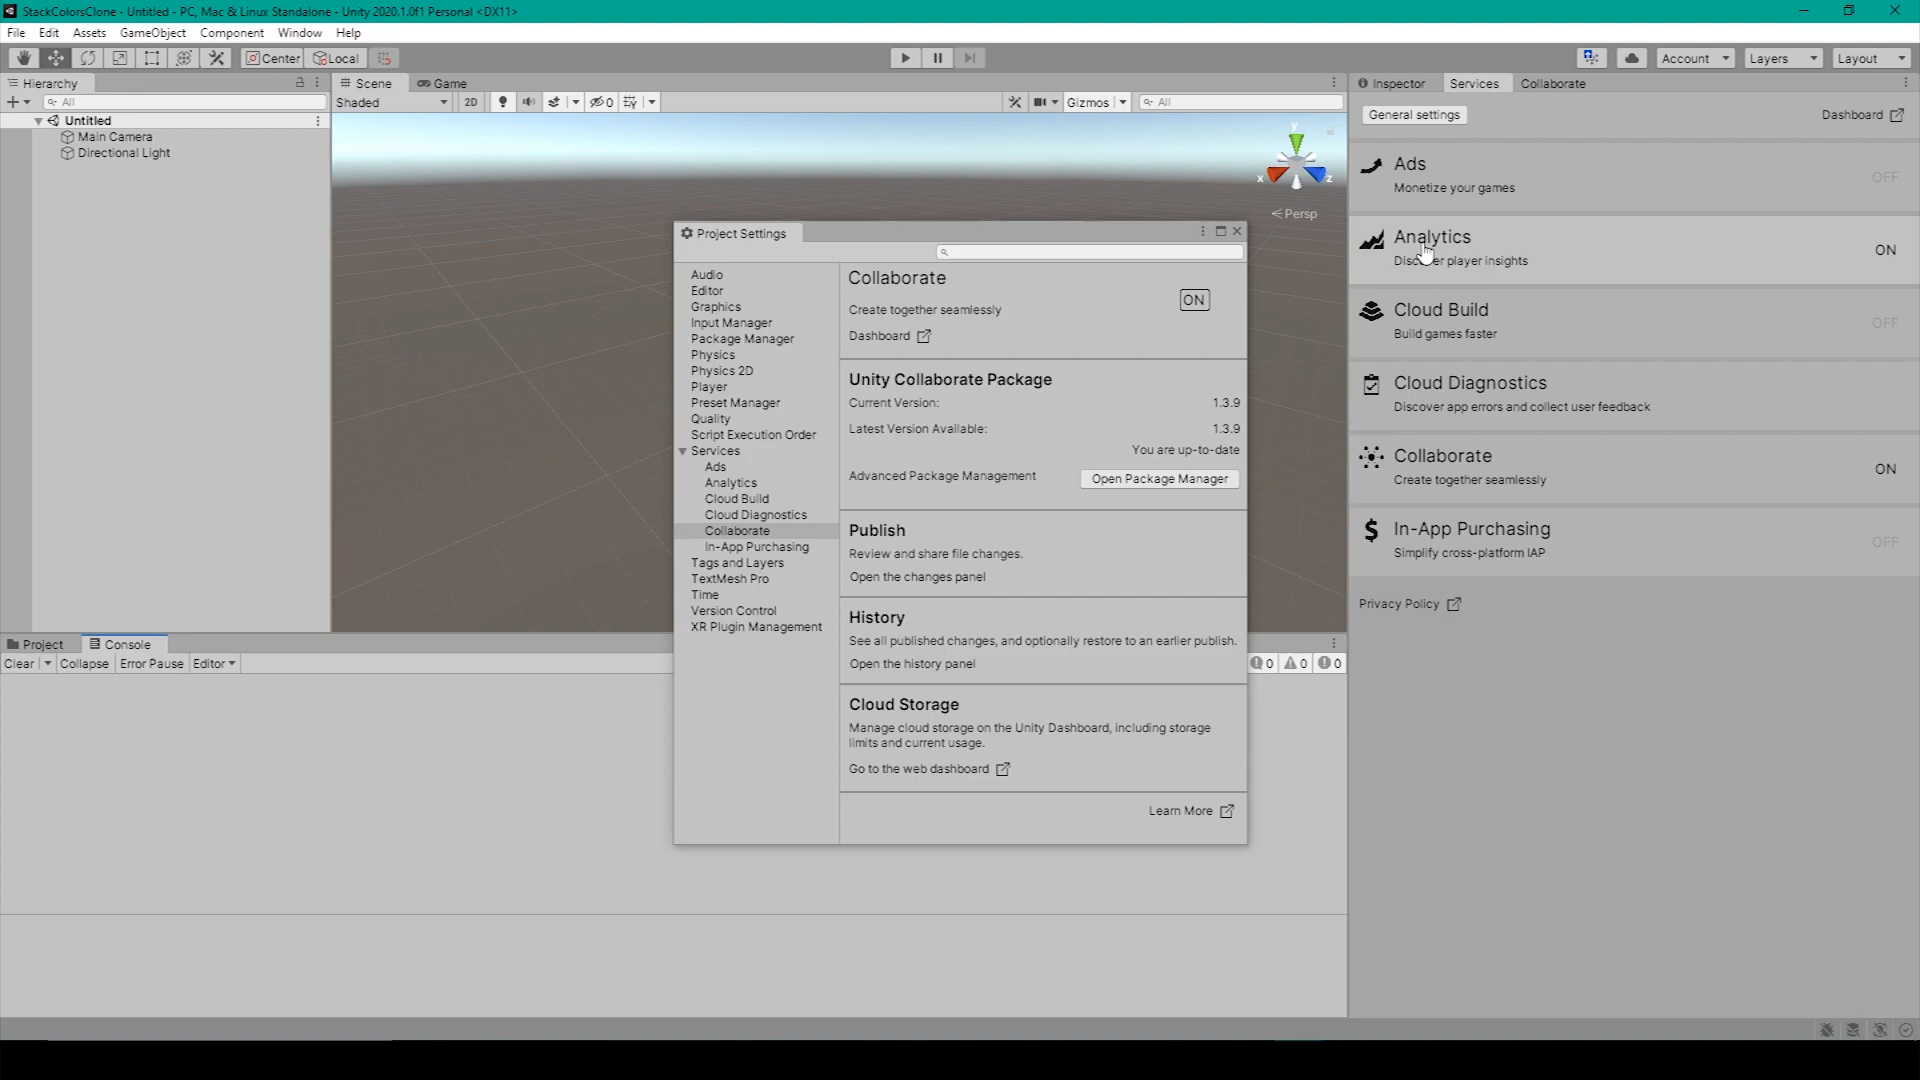 StackColorsClone - Untitled - PC, Mac & Linux Standalone - Unity 2020.1.0f1 Personal <DX11>
File Edit Assets GameObject Component Window Help
Center Local Account Layers Layout
Hierarchy
All
Untitled
Main Camera
Directional Light
Scene Game
Shaded 2D 0 Gizmos All
y
x z
Persp
Inspector Services Collaborate
General settings Dashboard
Ads
Monetize your games
OFF
Analytics
Discover player insights
ON
Cloud Build
Build games faster
OFF
Cloud Diagnostics
Discover app errors and collect user feedback
Collaborate
Create together seamlessly
ON
In-App Purchasing
Simplify cross-platform IAP
OFF
Privacy Policy
Project Settings
Audio
Editor
Graphics
Input Manager
Package Manager
Physics
Physics 2D
Player
Preset Manager
Quality
Script Execution Order
Services
Ads
Analytics
Cloud Build
Cloud Diagnostics
Collaborate
In-App Purchasing
Tags and Layers
TextMesh Pro
Time
Version Control
XR Plugin Management
Collaborate
Create together seamlessly
ON
Dashboard
Unity Collaborate Package
Current Version: 1.3.9
Latest Version Available: 1.3.9
You are up-to-date
Advanced Package Management Open Package Manager
Publish
Review and share file changes.
Open the changes panel
History
See all published changes, and optionally restore to an earlier publish.
Open the history panel
Cloud Storage
Manage cloud storage on the Unity Dashboard, including storage
limits and current usage.
Go to the web dashboard
Learn More
Project Console
Clear Collapse Error Pause Editor 0 0 0